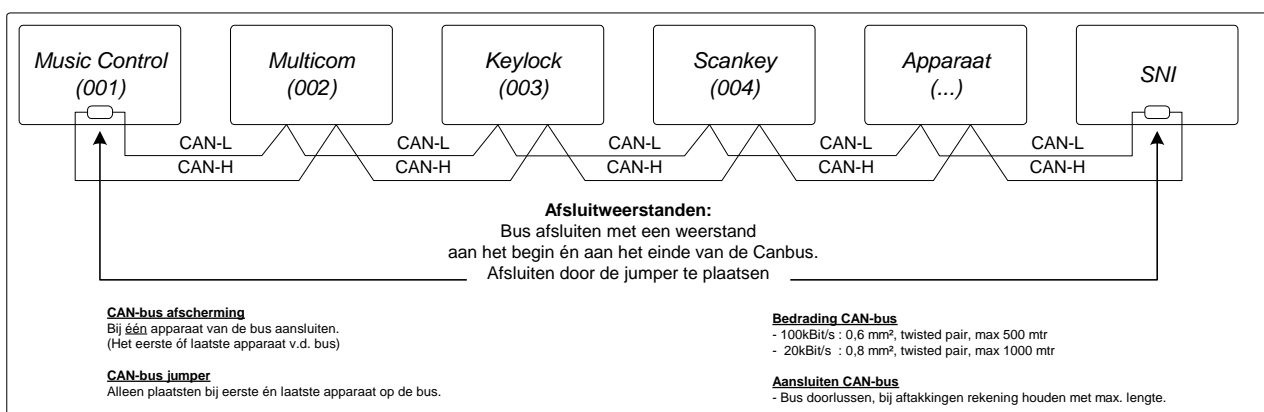 Music Control
(001)
Multicom
(002)
Keylock
(003)
Scankey
(004)
Apparaat
(...)
SNI
CAN-L
CAN-L
CAN-L
CAN-L
CAN-L
CAN-H
CAN-H
CAN-H
CAN-H
CAN-H
Afsluitweerstanden:
Bus afsluiten met een weerstand
aan het begin én aan het einde van de Canbus.
Afsluiten door de jumper te plaatsen
CAN-bus afscherming
Bij één apparaat van de bus aansluiten.
(Het eerste óf laatste apparaat v.d. bus)
CAN-bus jumper
Alleen plaatsten bij eerste én laatste apparaat op de bus.
Bedrading CAN-bus
- 100kBit/s : 0,6 mm², twisted pair, max 500 mtr
- 20kBit/s : 0,8 mm², twisted pair, max 1000 mtr
Aansluiten CAN-bus
- Bus doorlussen, bij aftakkingen rekening houden met max. lengte.